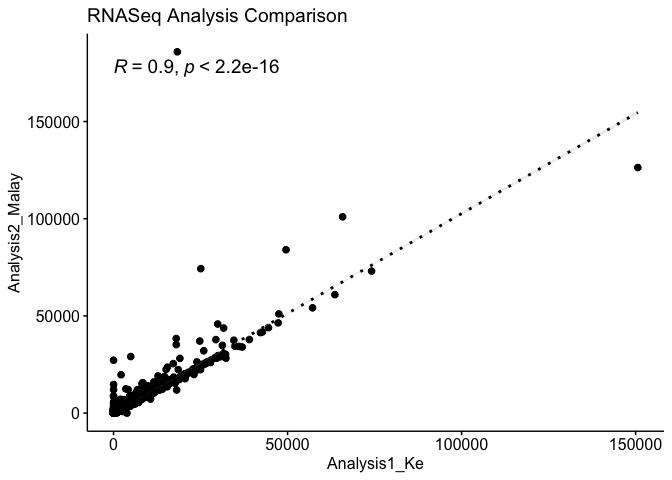 RNASeq Analysis Comparison
R = 0.9, p < 2.2e-16
150000
100000
50000
0
Analysis2_Malay
0
50000
100000
150000
Analysis1_Ke